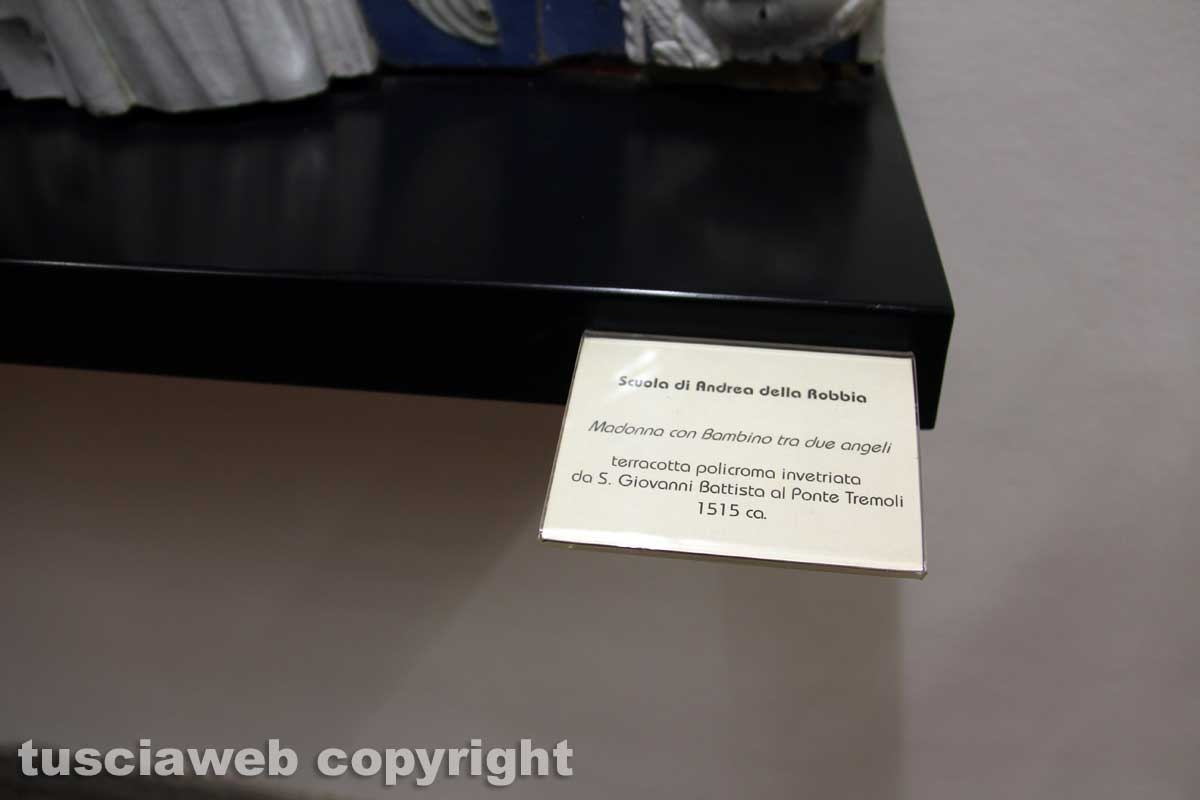 Scuola di Andrea della Robbia
Madonna con Bambino tra due angeli
terracotta policroma invetriata
da S. Giovanni Battista al Ponte Tremoli
1515 ca.
tusciaweb copyright